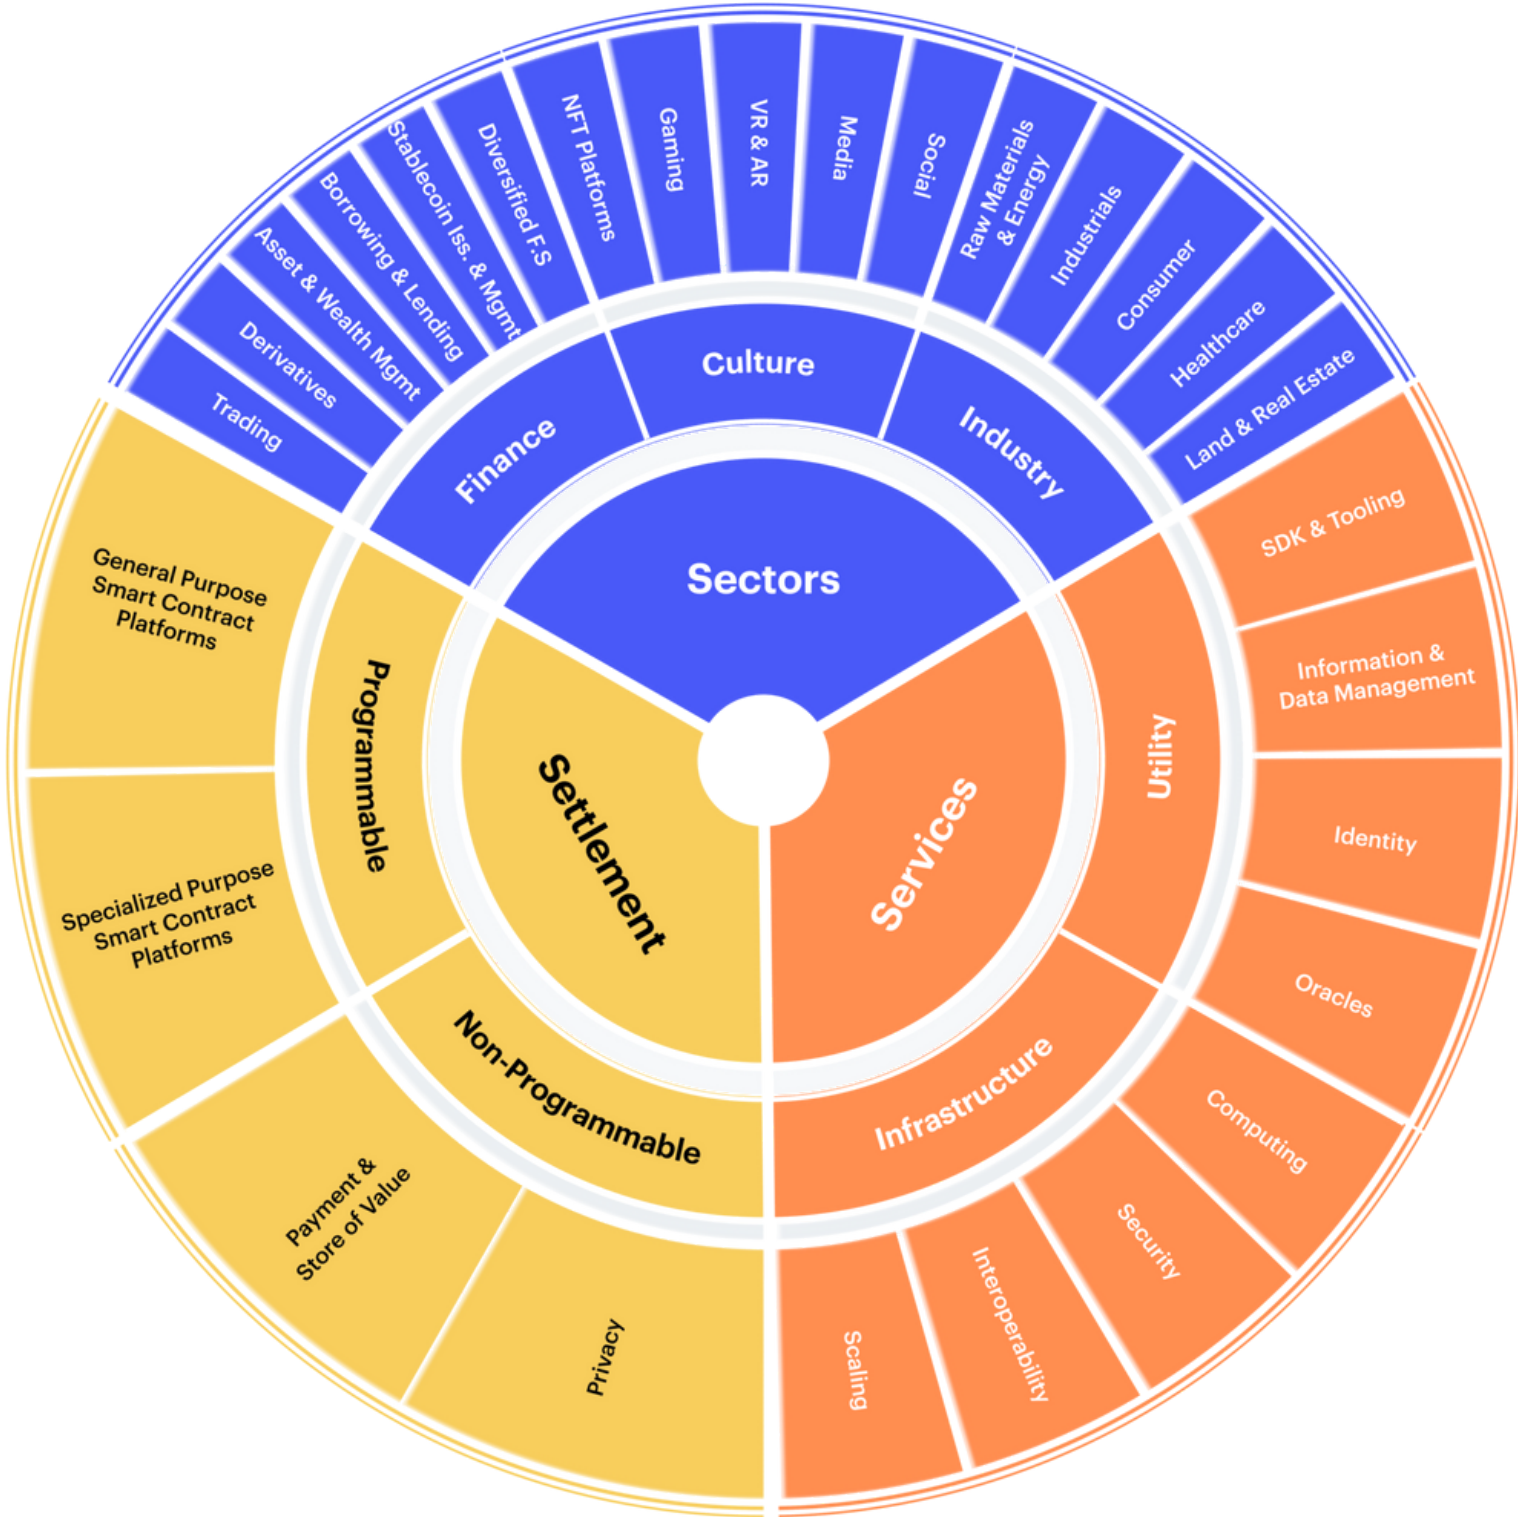 Sectors
Finance
Culture
Industry
Trading
Derivatives
Asset & Wealth Mgmt
Borrowing & Lending
Stablecoin Iss. & Mgmt
Diversified F.S
NFT Platforms
Gaming
VR & AR
Media
Social
Raw Materials
& Energy
Industrials
Consumer
Healthcare
Land & Real Estate
Services
Utility
Infrastructure
SDK & Tooling
Information &
Data Management
Identity
Oracles
Computing
Security
Interoperability
Scaling
Settlement
Non-Programmable
Programmable
Privacy
Payment &
Store of Value
Specialized Purpose
Smart Contract
Platforms
General Purpose
Smart Contract
Platforms